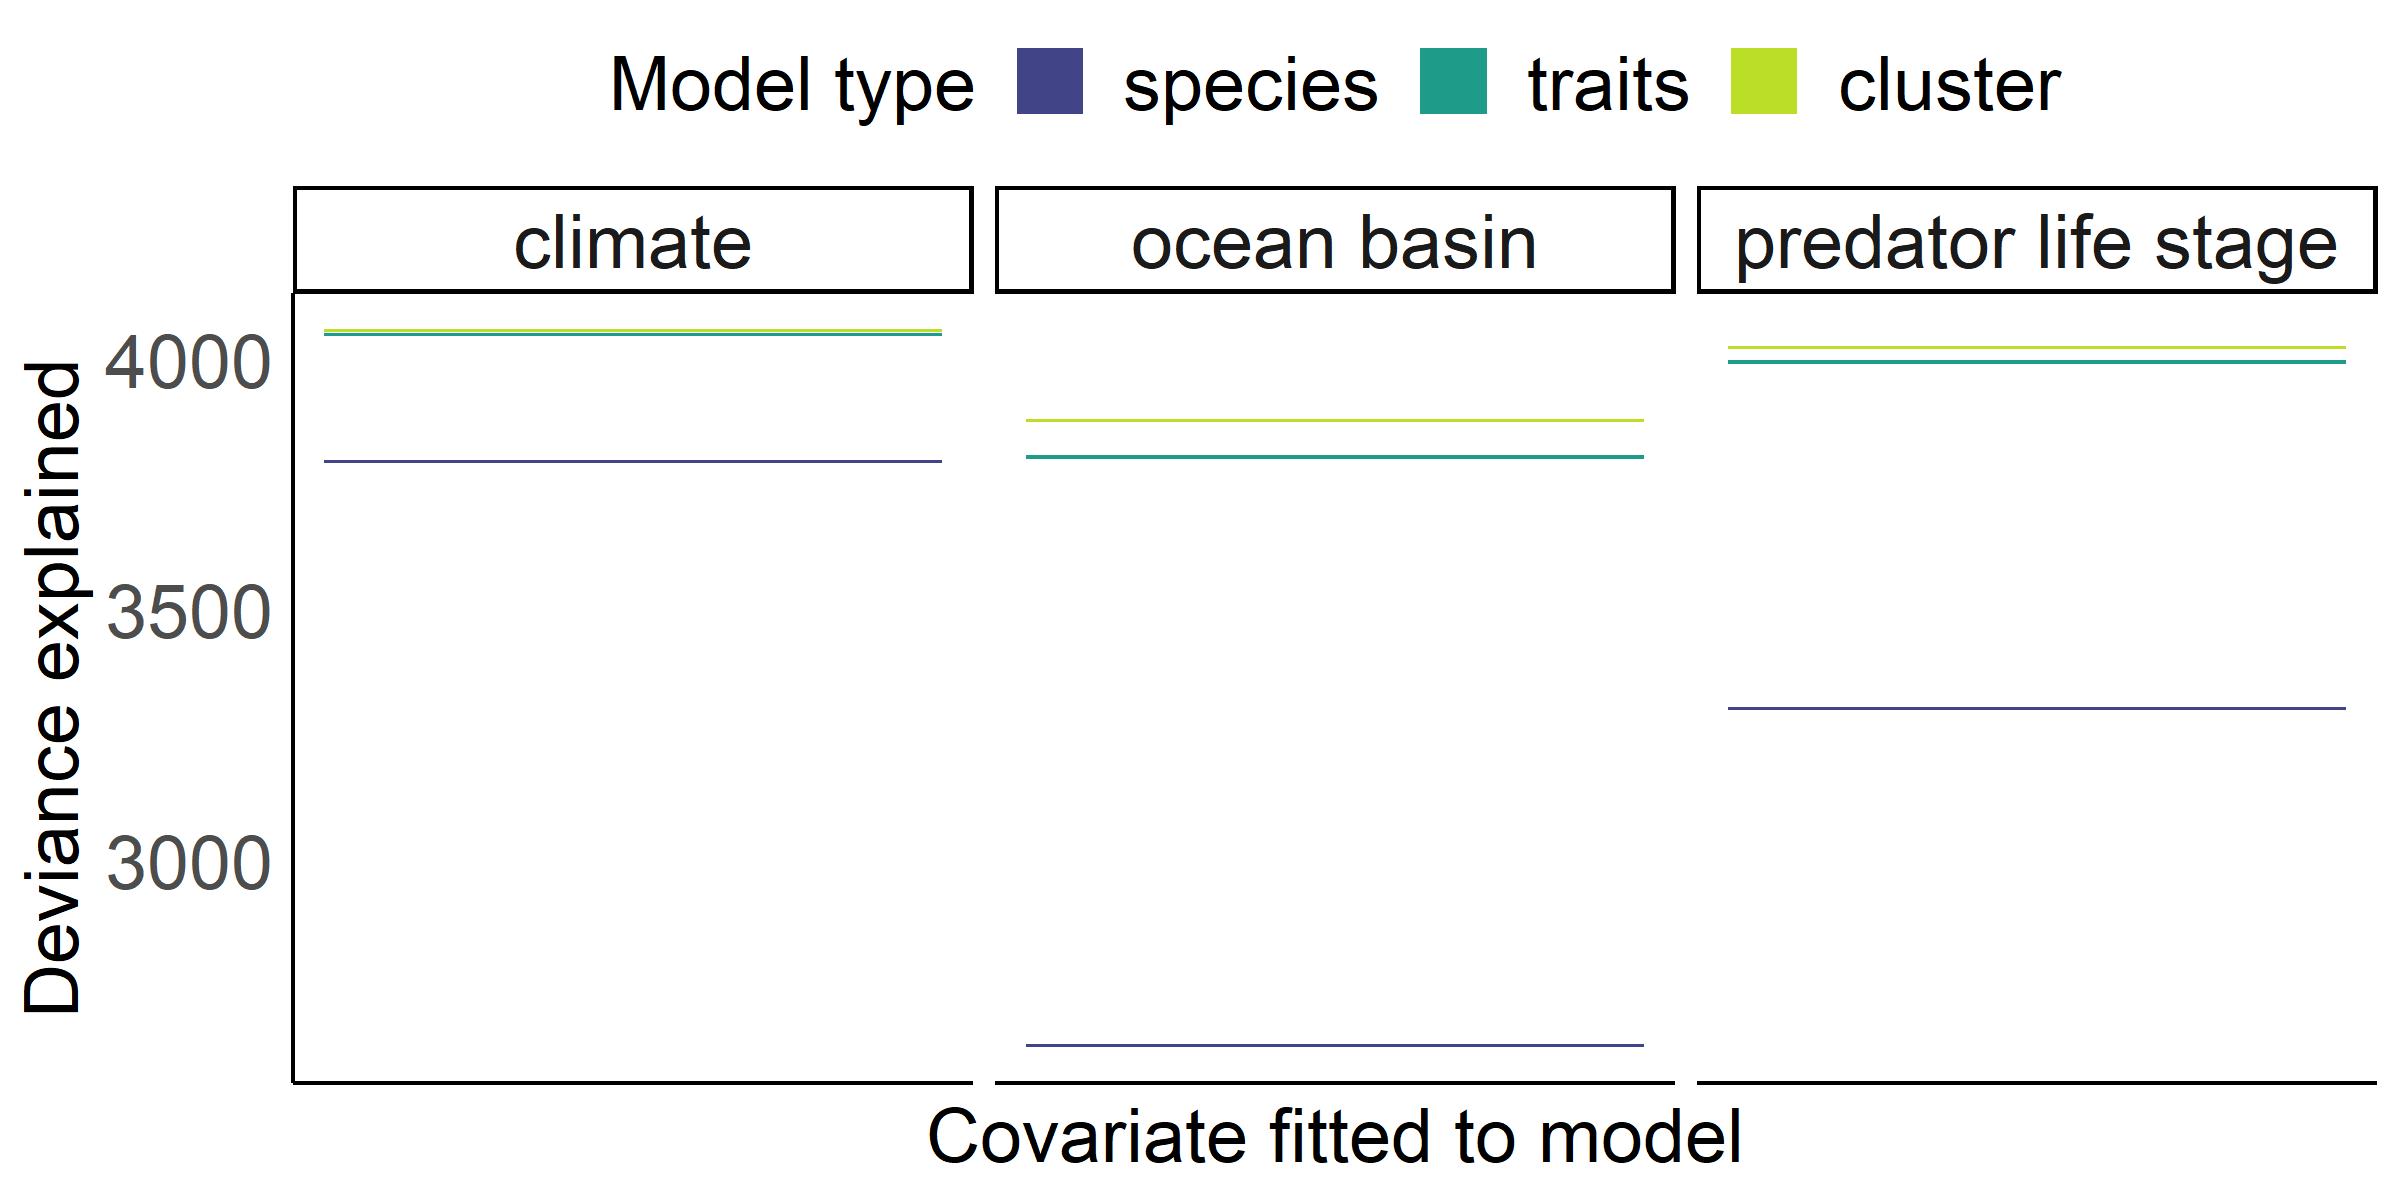 Model type species traits cluster
climate ocean basin predator life stage
Deviance explained
4000
3500
3000
Covariate fitted to model